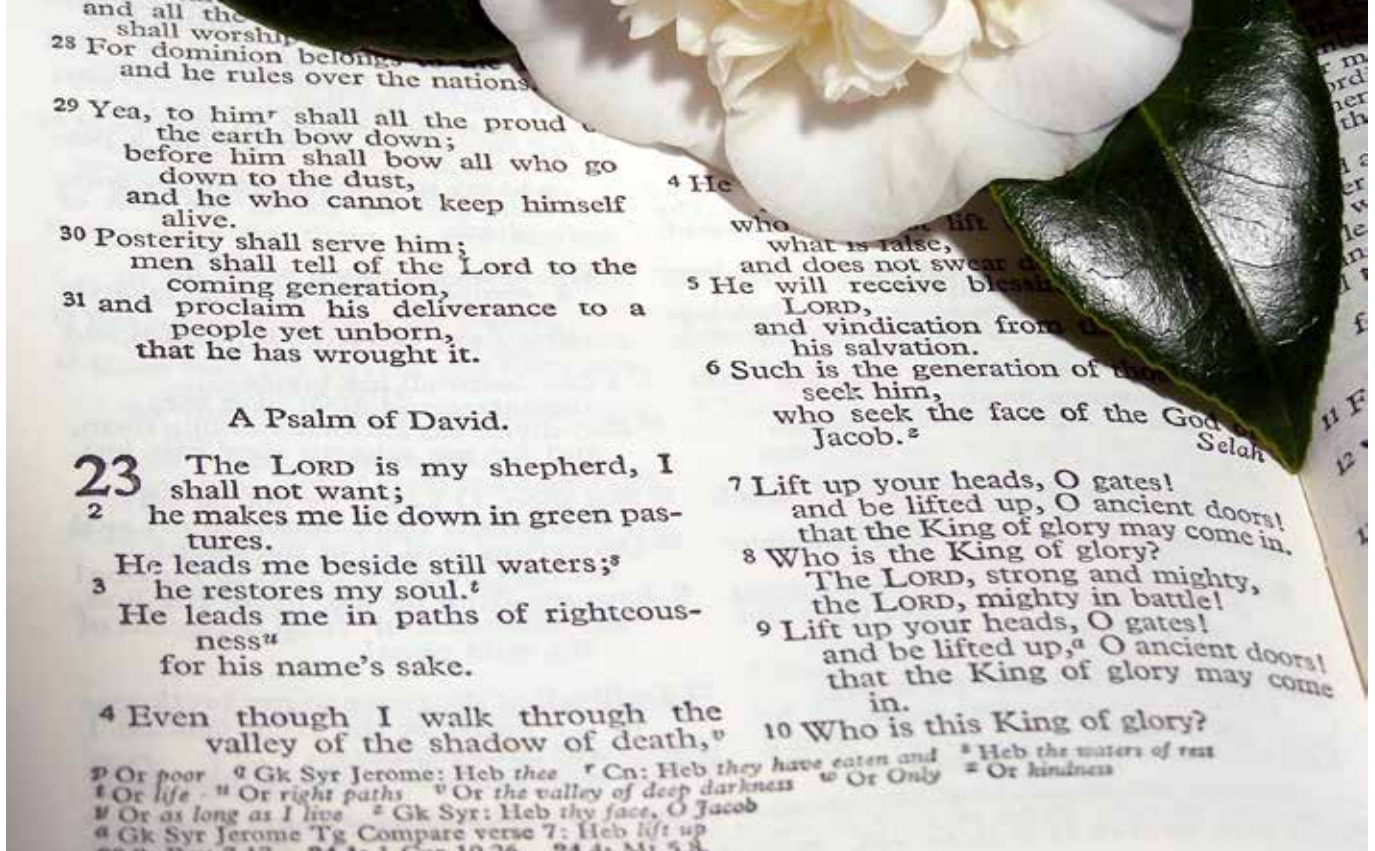 and all the
shall worship
28 For dominion belongs to the
and he rules over the nations.
29 Yea, to himʳ shall all the proud
the earth bow down;
before him shall bow all who go
down to the dust,
and he who cannot keep himself
alive.
30 Posterity shall serve him;
men shall tell of the Lord to the
coming generation,
31 and proclaim his deliverance to a
people yet unborn,
that he has wrought it.
A Psalm of David.
23 The LORD is my shepherd, I
shall not want;
2 he makes me lie down in green pas-
tures.
He leads me beside still waters;ˢ
3 he restores my soul.ᵗ
He leads me in paths of righteous-
nessᵘ
for his name's sake.
4 Even though I walk through the
valley of the shadow of death,ᵛ
4 He
who lift
what is false,
and does not swear
5 He will receive
LORD,
and vindication from
his salvation.
6 Such is the generation of
seek him,
who seek the face of the God of
Jacob.ᶻ
Selah
7 Lift up your heads, O gates!
and be lifted up, O ancient doors!
that the King of glory may come in.
8 Who is the King of glory?
The LORD, strong and mighty,
the LORD, mighty in battle!
9 Lift up your heads, O gates!
and be lifted up,ᵃ O ancient doors!
that the King of glory may come
in.
10 Who is this King of glory?
ᵖ Or poor q Gk Syr Jerome: Heb thee ʳ Cn: Heb they have eaten and ˢ Heb the waters of rest
ᵗ Or life ᵘ Or right paths ᵛ Or the valley of deep darkness ʷ Or Only ˣ Or kindness
ʸ Or as long as I live ᶻ Gk Syr: Heb thy face, O Jacob
ᵃ Gk Syr Jerome Tg Compare verse 7: Heb lift up
11
12